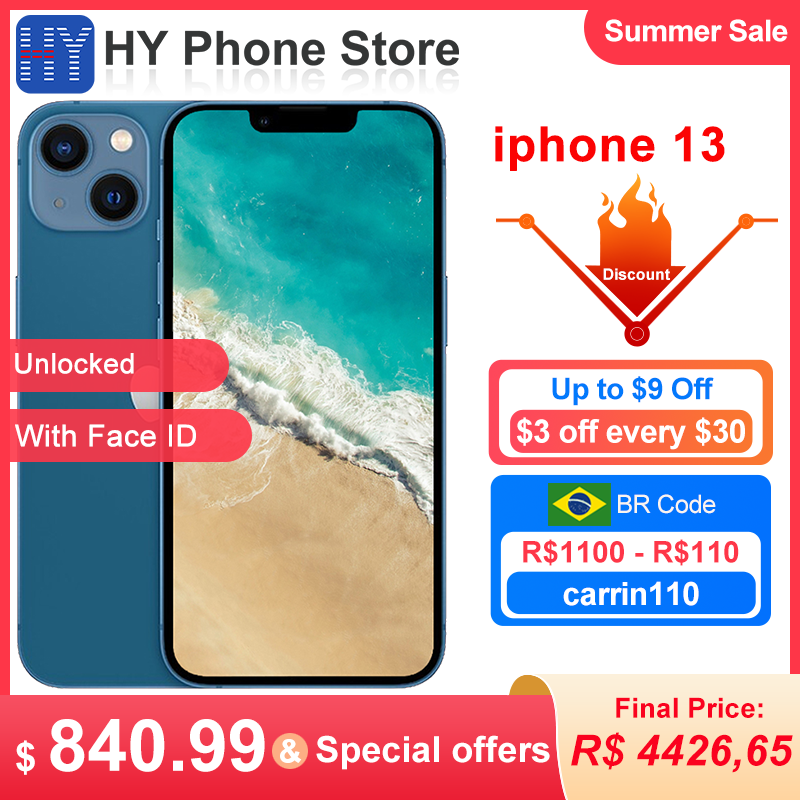 HY
HY Phone Store
Summer Sale
iphone 13
Discount
Unlocked
With Face ID
Up to $9 Off
$3 off every $30
BR Code
R$1100 - R$110
carrin110
$ 840.99 & Special offers
Final Price:
R$ 4426,65